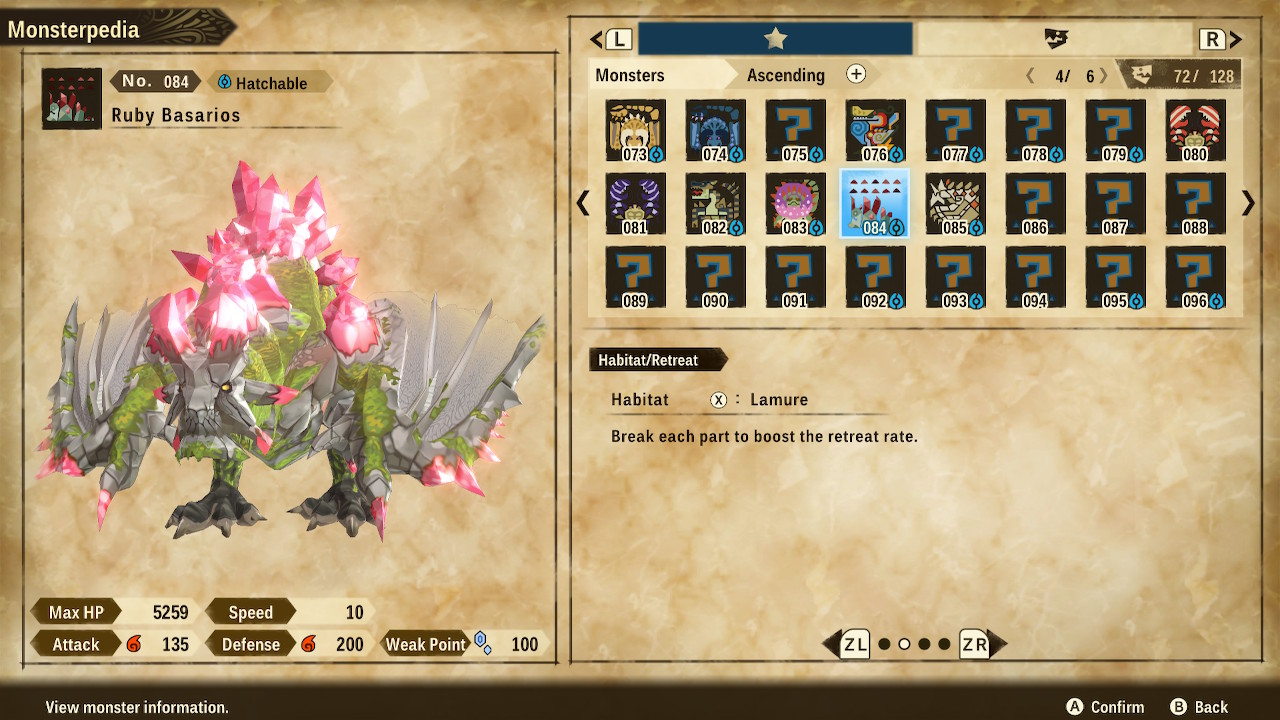 Monsterpedia
No. 084
Hatchable
Ruby Basarios
Max HP 5259
Speed 10
Attack 135
Defense 200
Weak Point 100
L
R
Monsters
Ascending
4/ 6
72/ 128
073 074 075 076 077 078 079 080
081 082 083 084 085 086 087 088
089 090 091 092 093 094 095 096
Habitat/Retreat
Habitat X : Lamure
Break each part to boost the retreat rate.
ZL ZR
View monster information.
A Confirm B Back